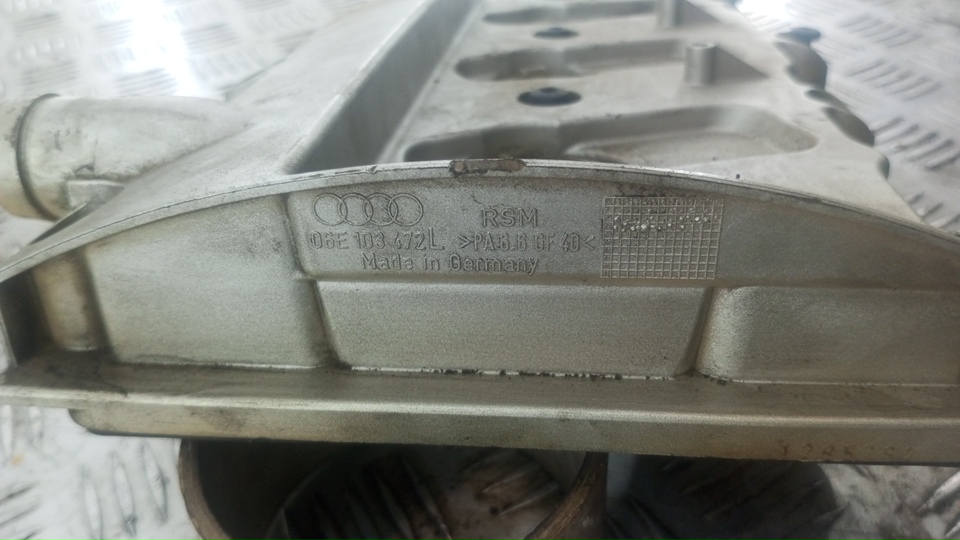 RSM
06E 103 472L >PA6.6 GF 40<
Made in Germany